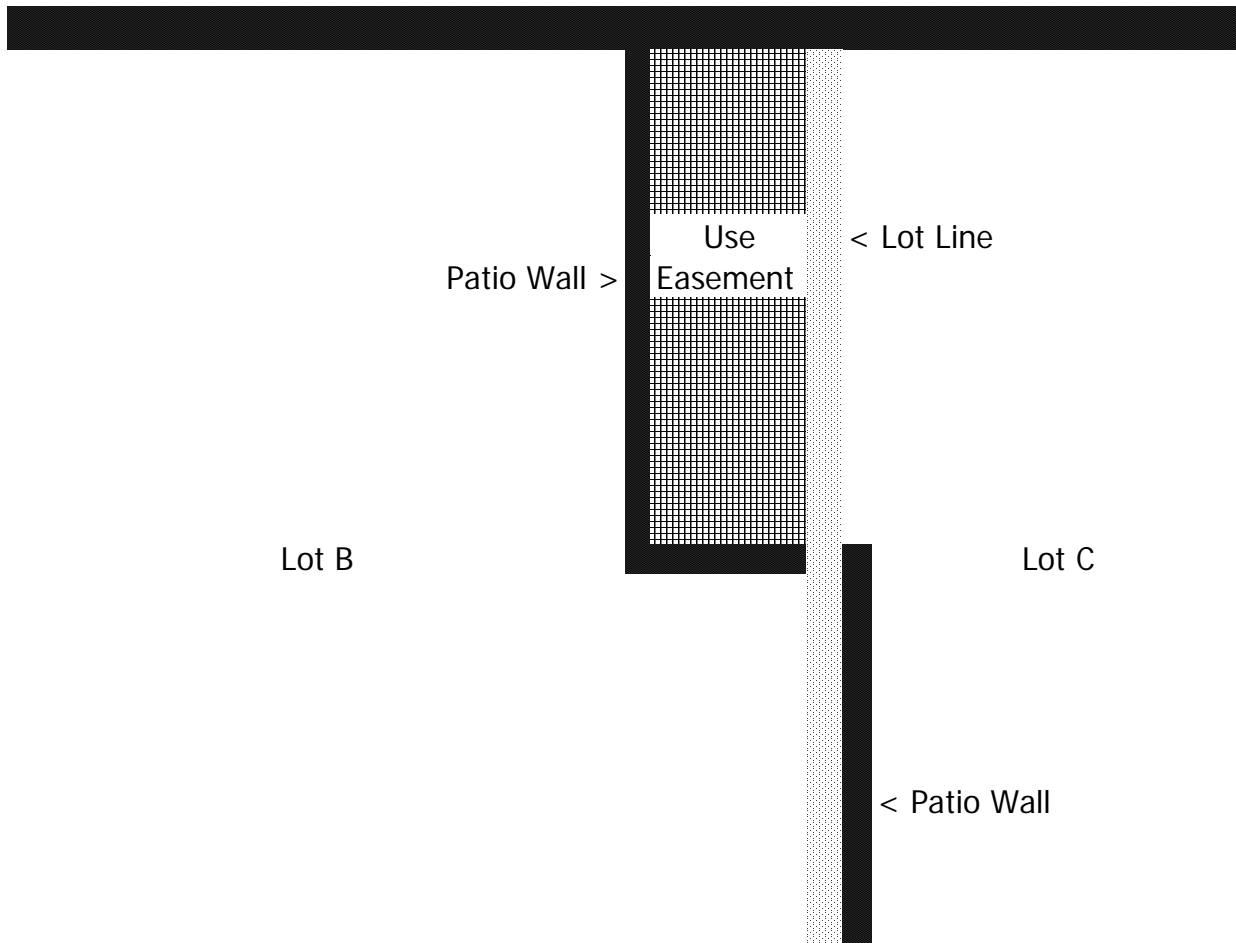 Use
< Lot Line
Patio Wall >
Easement
Lot B
Lot C
< Patio Wall